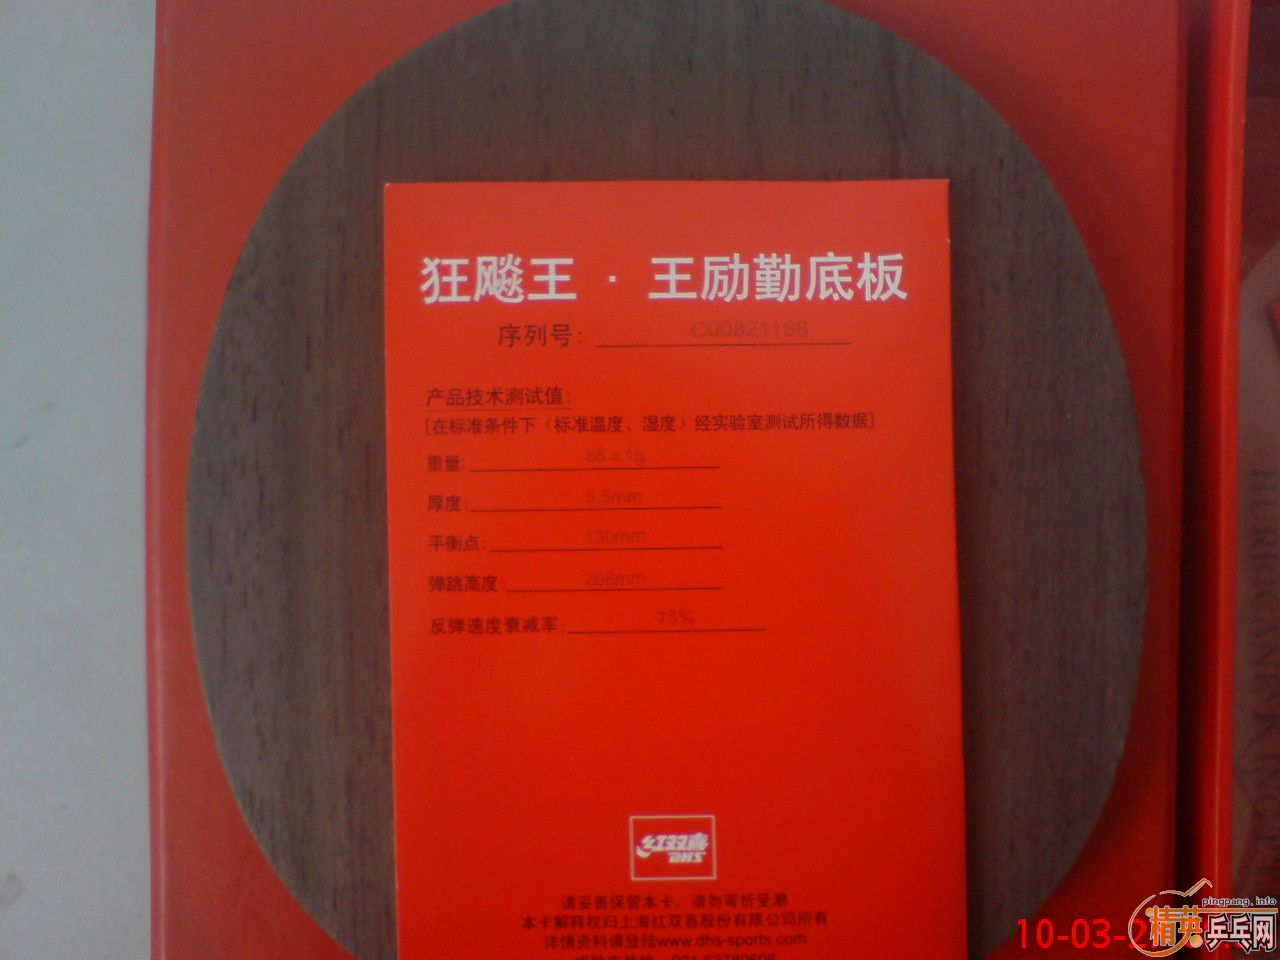 狂飚王 · 王励勤底板
序列号: C00821168
产品技术测试值:
[在标准条件下（标准温度、湿度）经实验室测试所得数据]
重量: 86±1g
厚度: 5.5mm
平衡点: 130mm
弹跳高度: 208mm
反弹速度衰减率: 75%
红双喜
DHS
请妥善保管本卡，请勿弯折受潮
本卡解释权归上海红双喜股份有限公司所有
详情资料请登陆www.dhs-sports.com
HURRICANE KING
10-03-2
pingpang.info
精英乒乓网